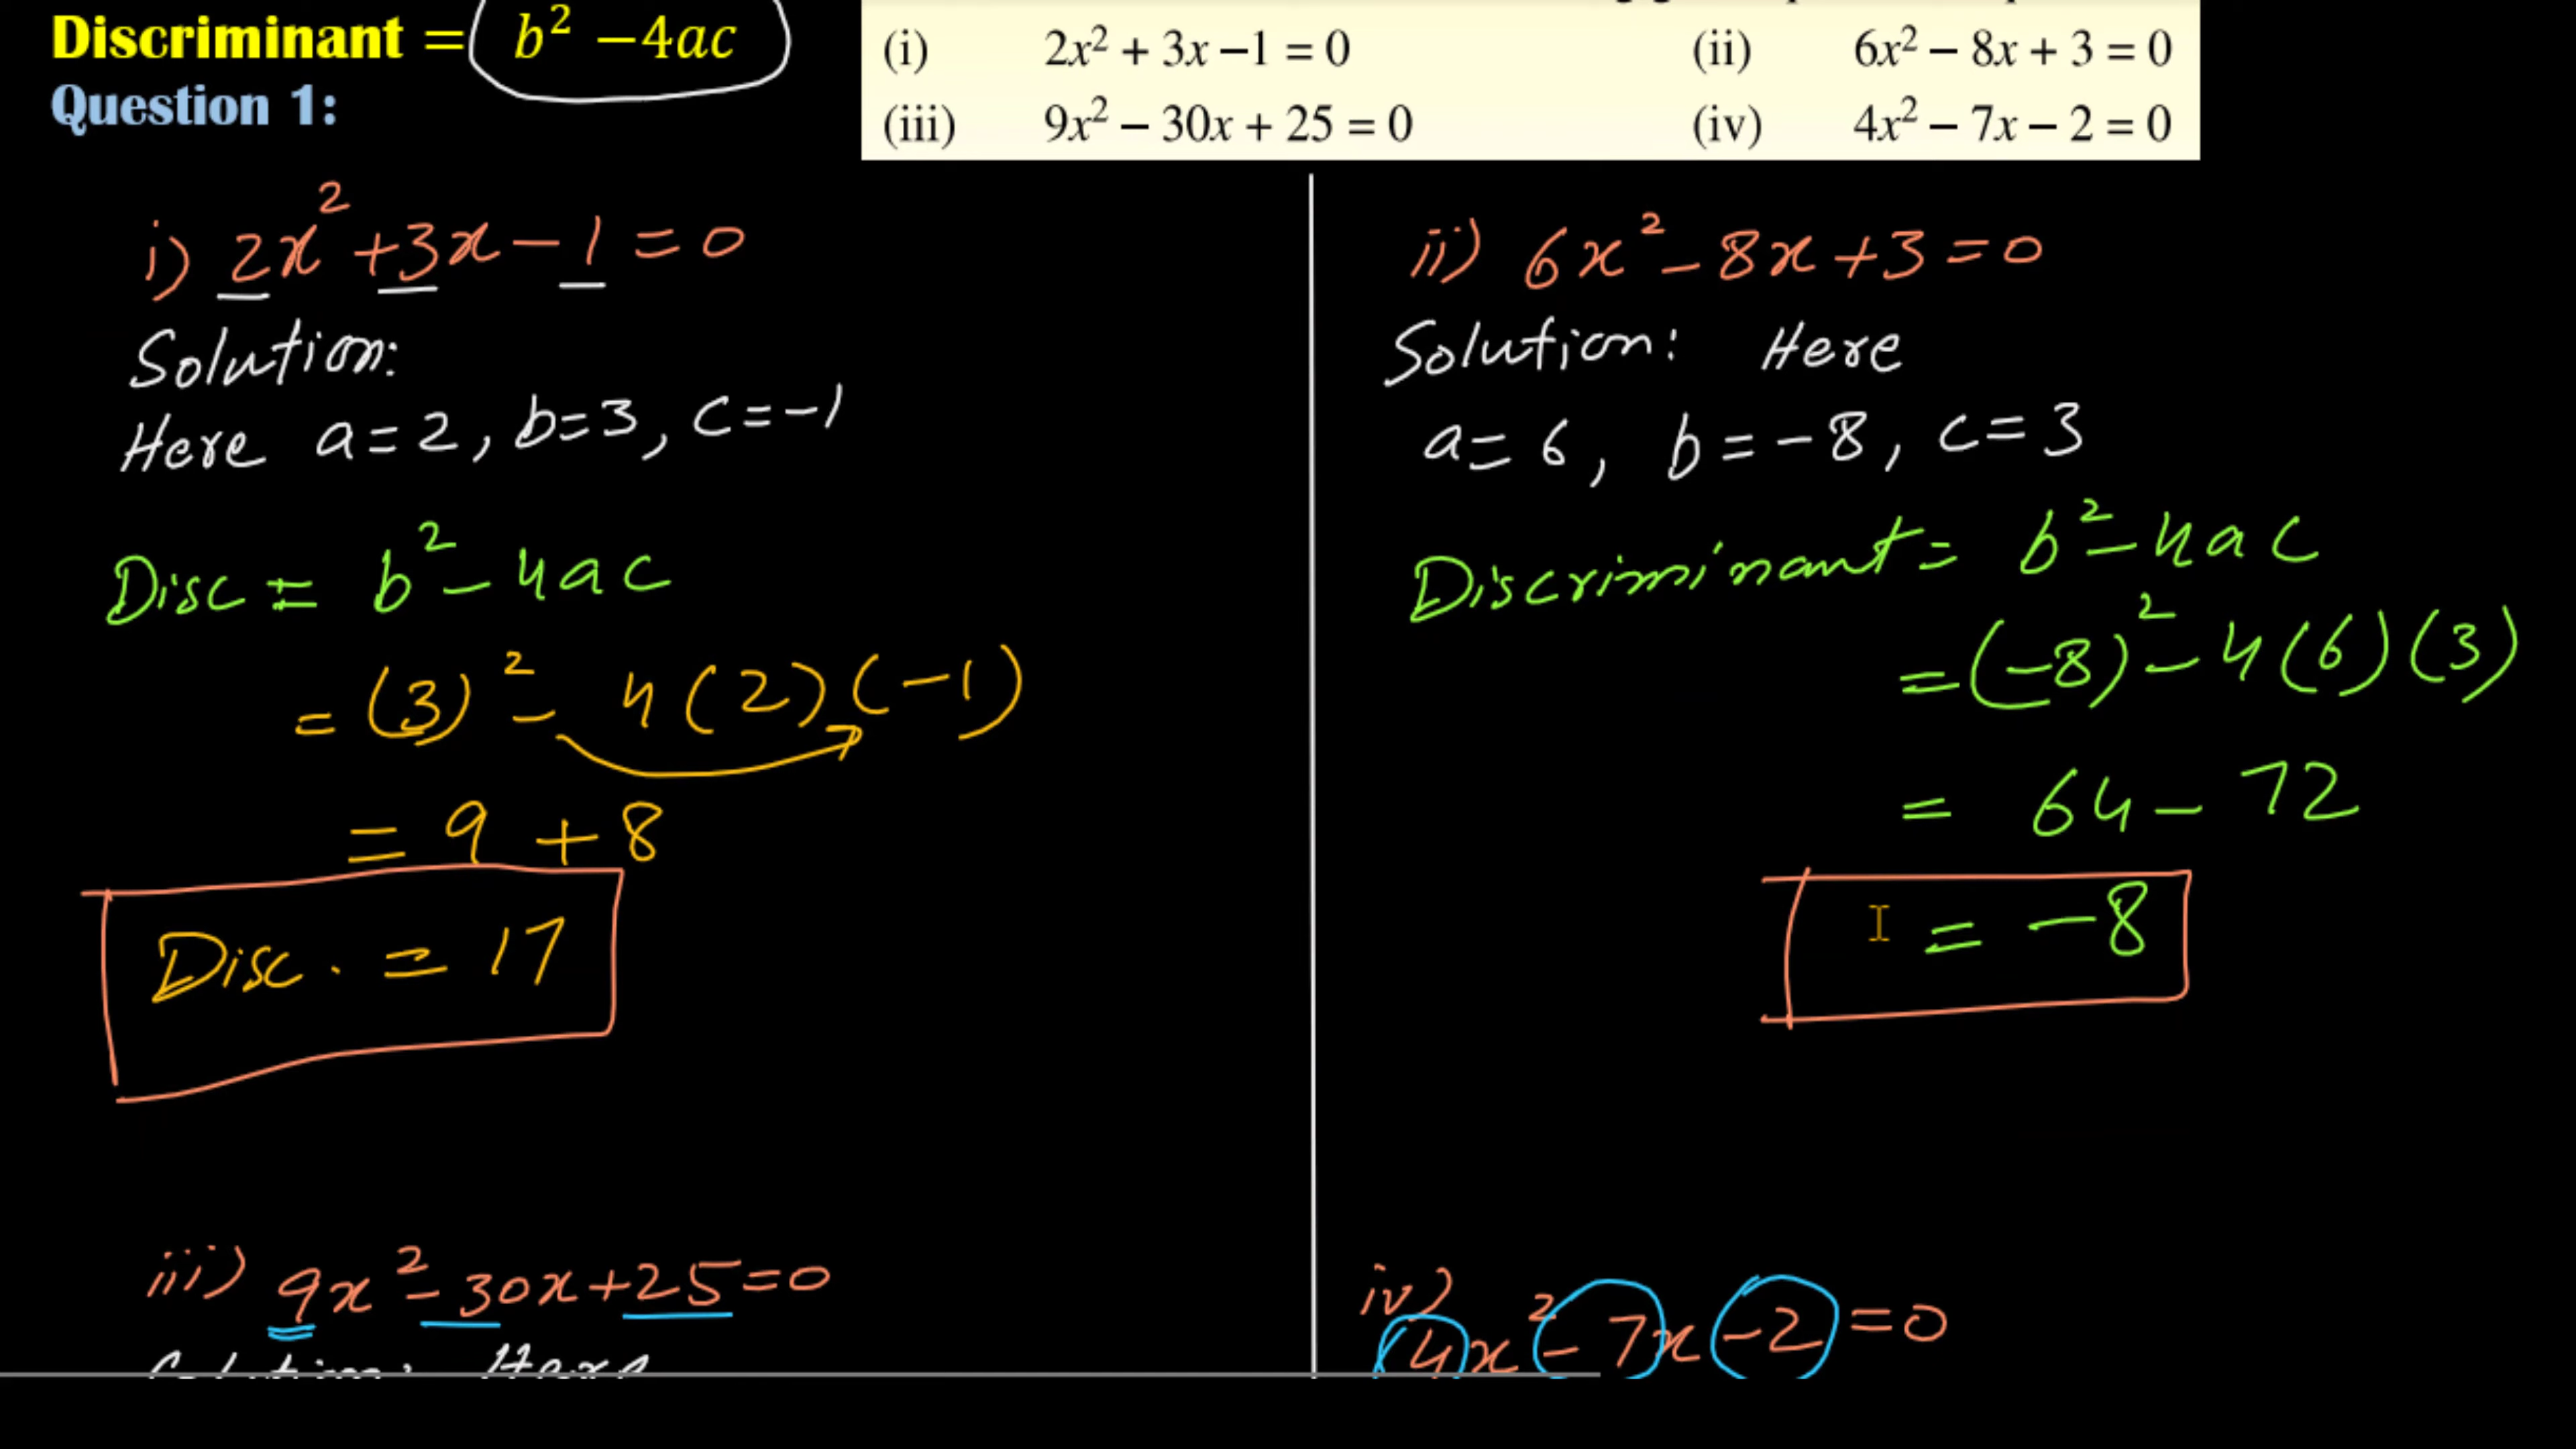 Discriminant = b² −4ac
Question 1:
(i) 2x² + 3x −1 = 0 (ii) 6x² − 8x + 3 = 0
(iii) 9x² − 30x + 25 = 0 (iv) 4x² − 7x − 2 = 0
i) 2x² +3x − 1 = 0
Solution:
Here a=2, b=3, c=−1
Disc = b² − 4ac
= (3)² − 4(2)(−1)
= 9 + 8
Disc. = 17
ii) 6x² − 8x + 3 = 0
Solution: Here
a= 6, b = −8, c= 3
Discriminant = b² − 4ac
= (−8)² − 4(6)(3)
= 64 − 72
= −8
iii) 9x² − 30x + 25 = 0
Solution: Here
iv)
4x² − 7x − 2 = 0